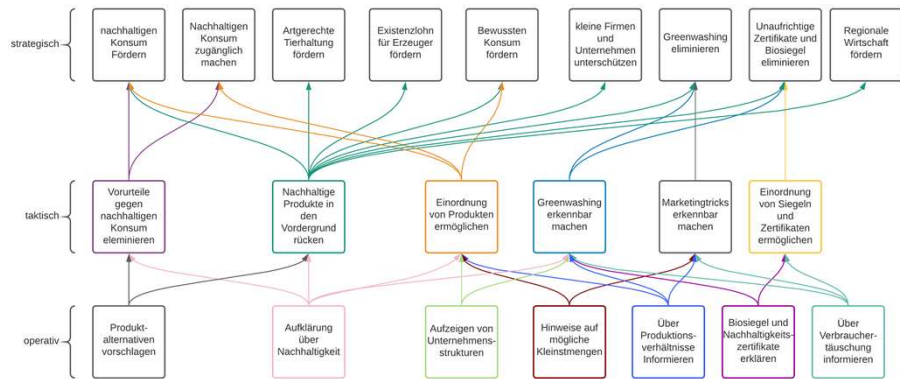 strategisch
nachhaltigen
Konsum
Fördern
Nachhaltigen
Konsum
zugänglich
machen
Artgerechte
Tierhaltung
fördern
Existenzlohn
für Erzeuger
fördern
Bewussten
Konsum
fördern
kleine Firmen
und
Unternehmen
unterschützen
Greenwashing
eliminieren
Unaufrichtige
Zertifikate und
Biosiegel
eliminieren
Regionale
Wirtschaft
fördern
taktisch
Vorurteile
gegen
nachhaltigen
Konsum
eleminieren
Nachhaltige
Produkte in
den
Vordergrund
rücken
Einordnung
von Produkten
ermöglichen
Greenwashing
erkennbar
machen
Marketingtricks
erkennbar
machen
Einordnung
von Siegeln
und
Zertifikaten
ermöglichen
operativ
Produkt-
alternativen
vorschlagen
Aufklärung
über
Nachhaltigkeit
Aufzeigen von
Unternehmens-
strukturen
Hinweise auf
mögliche
Kleinstmengen
Über
Produktions-
verhältnisse
Informieren
Biosiegel und
Nachhaltigkeits-
zertifikate
erklären
Über
Verbraucher-
täuschung
informieren